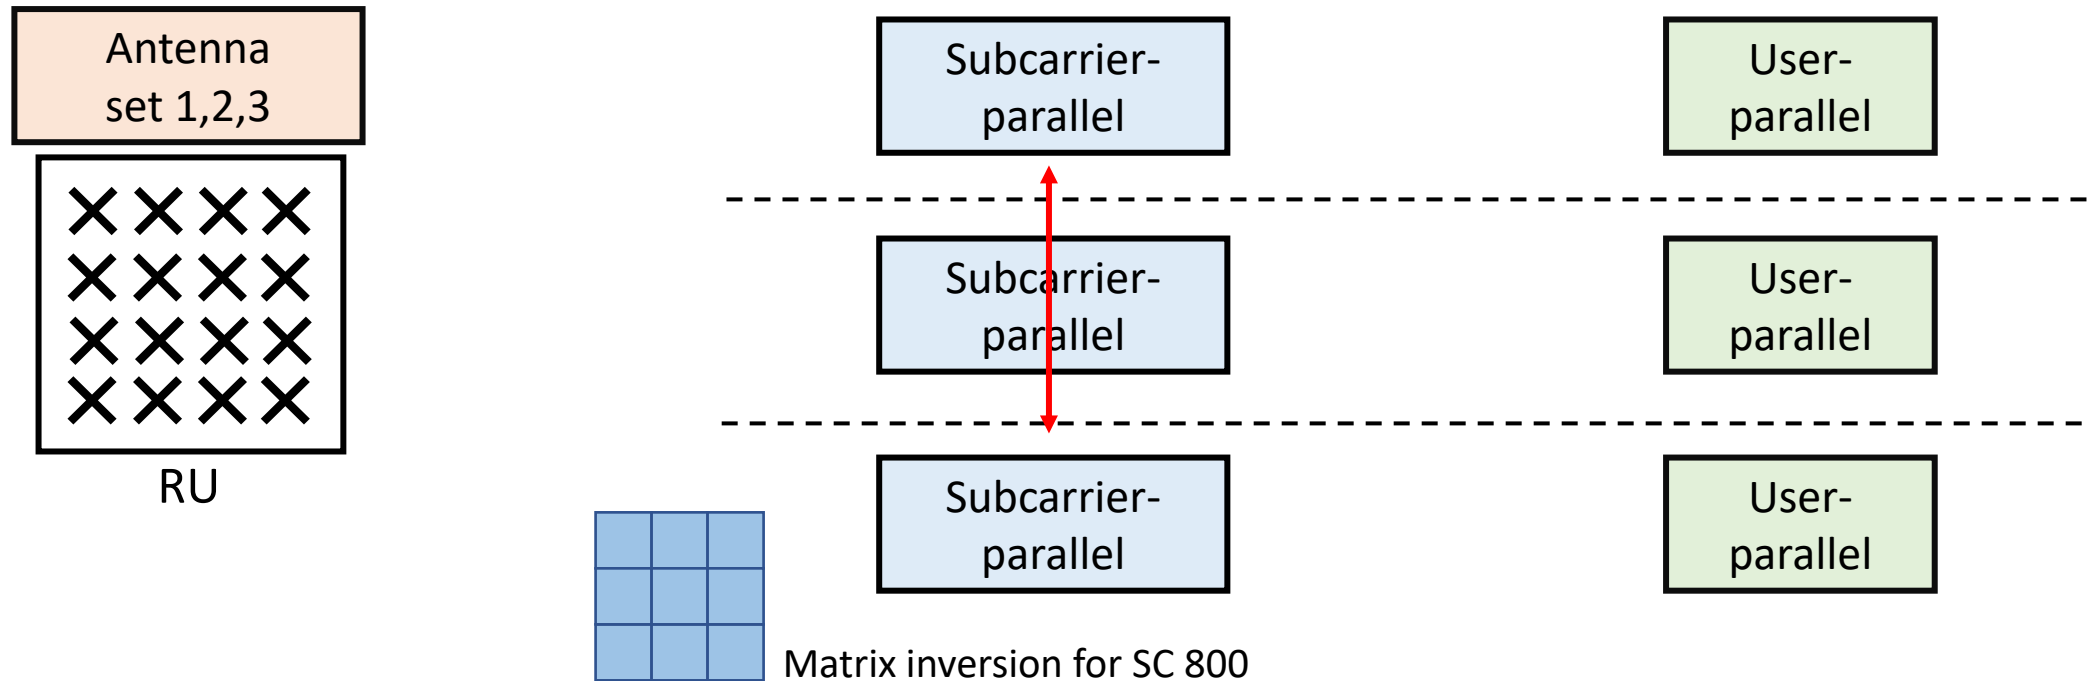 Antenna
set 1,2,3
RU
Subcarrier-
parallel
User-
parallel
Subcarrier-
parallel
User-
parallel
Subcarrier-
parallel
User-
parallel
Matrix inversion for SC 800